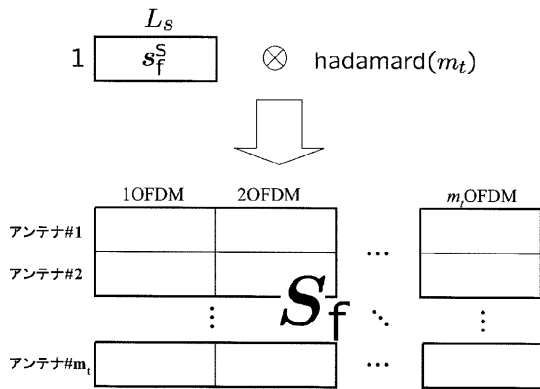 L_s
1 s_f^S ⊗ hadamard(m_t)
1OFDM 2OFDM m_tOFDM
アンテナ#1
…
アンテナ#2
⋮ S_f ⋱ ⋮
アンテナ#m_t …